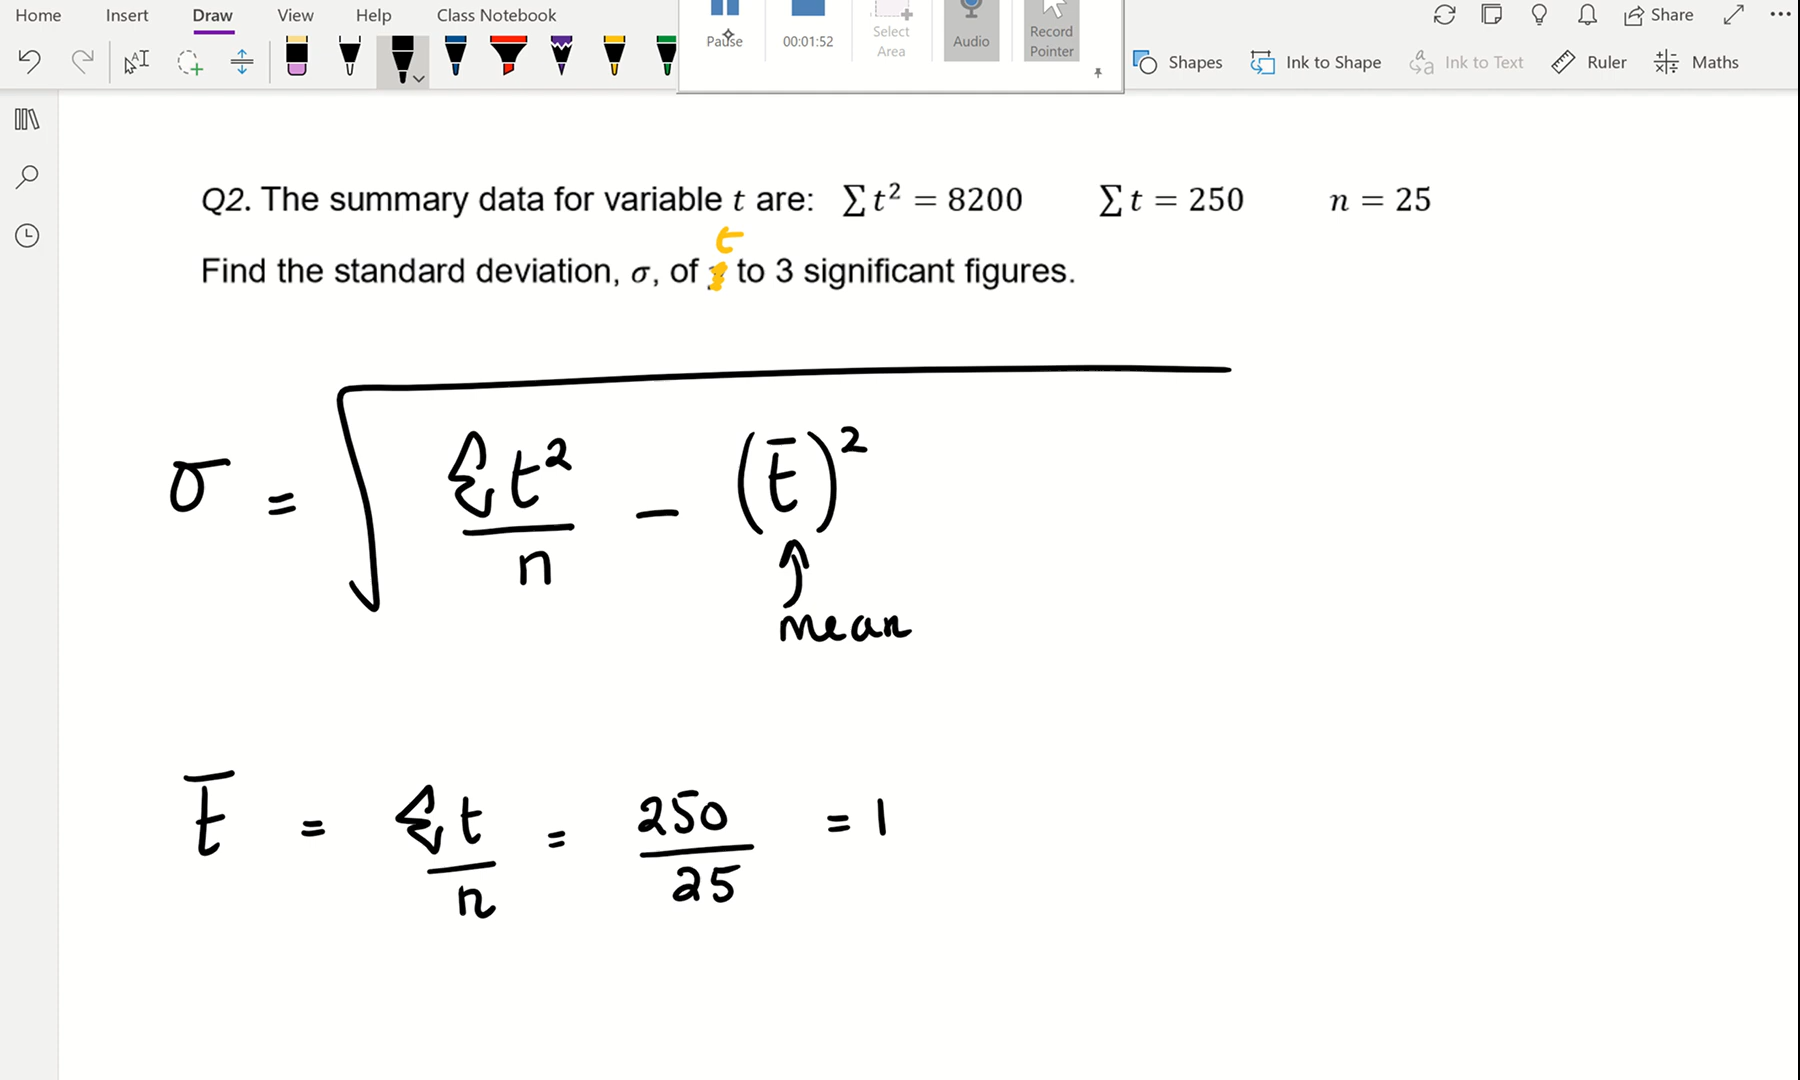 Home Insert Draw View Help Class Notebook Share
Pause 00:01:52 Select Area Audio Record Pointer
Shapes Ink to Shape Ink to Text Ruler Maths
Q2. The summary data for variable t are: ∑t² = 8200 ∑t = 250 n = 25
t
Find the standard deviation, σ, of to 3 significant figures.
σ = √(∑t²/n − (t̄)²)
mean
t̄ = ∑t/n = 250/25 = 1